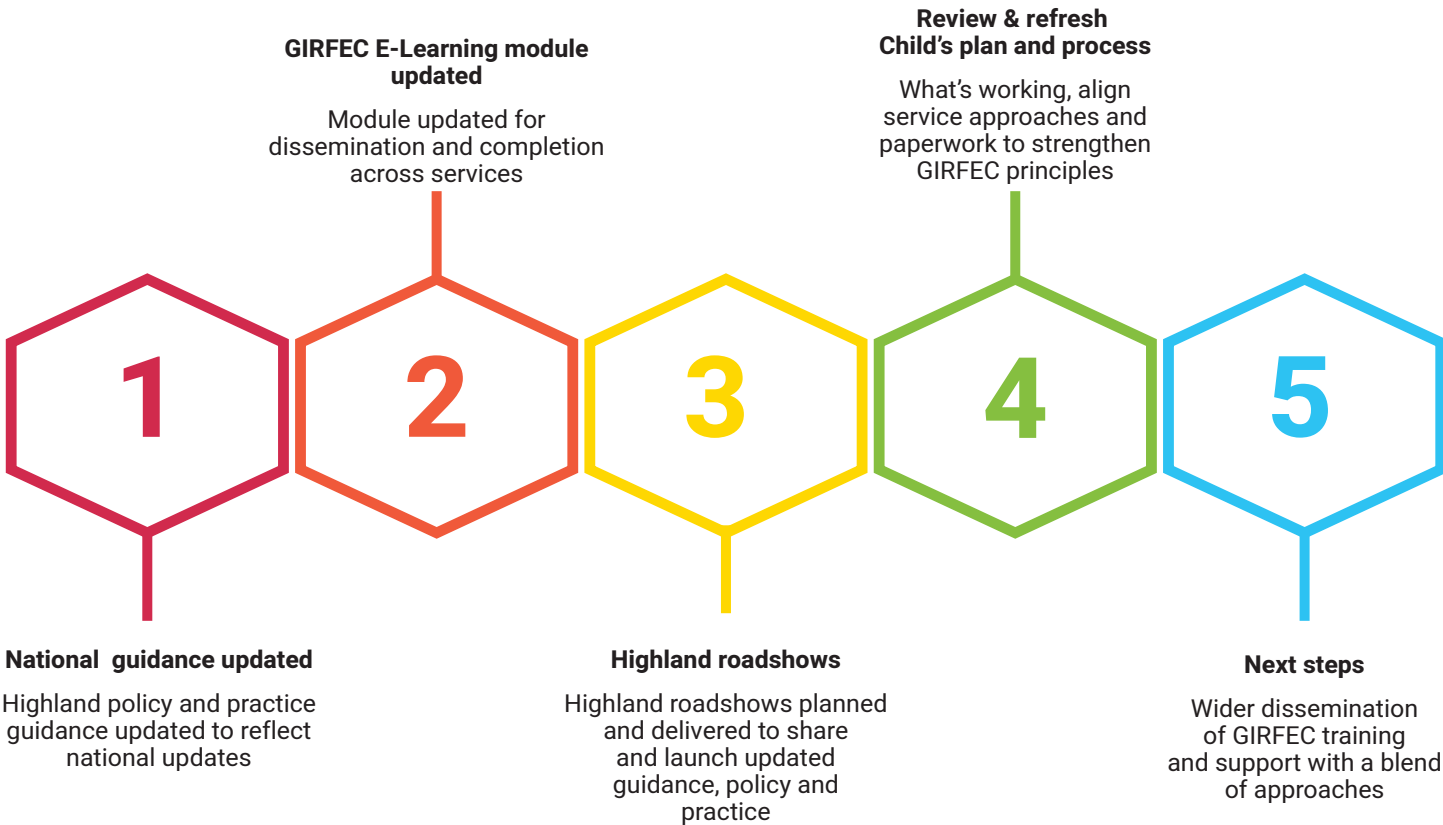 1
National  guidance updated
Highland policy and practice
guidance updated to reflect
national updates
GIRFEC E-Learning module
updated
Module updated for
dissemination and completion
across services
2
3
Highland roadshows
Highland roadshows planned
and delivered to share
and launch updated
guidance, policy and
practice
Review & refresh
Child’s plan and process
What’s working, align
service approaches and
paperwork to strengthen
GIRFEC principles
4
5
Next steps
Wider dissemination
of GIRFEC training
and support with a blend
of approaches